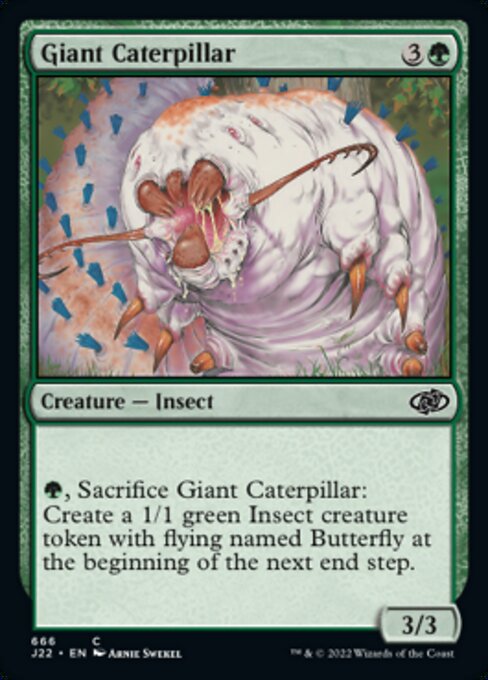 Giant Caterpillar 3
Creature — Insect
, Sacrifice Giant Caterpillar:
Create a 1/1 green Insect creature
token with flying named Butterfly at
the beginning of the next end step.
3/3
666 C
J22 • EN Arnie Swekel
™ & © 2022 Wizards of the Coast